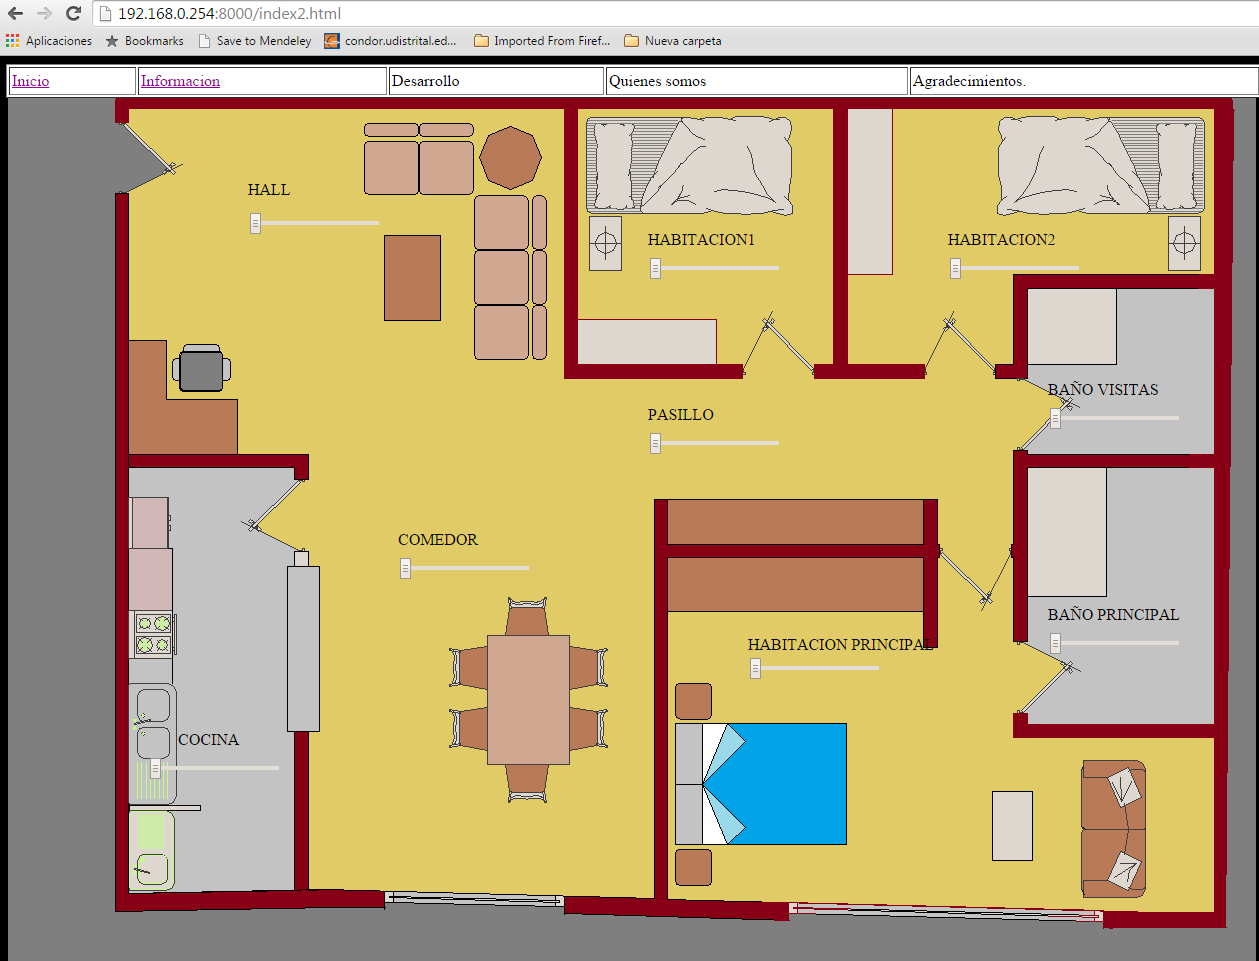 192.168.0.254:8000/index2.html
Aplicaciones Bookmarks Save to Mendeley condor.udistrital.ed... Imported From Firef... Nueva carpeta
Inicio Informacion Desarrollo Quienes somos Agradecimientos.
HALL
HABITACION1 HABITACION2
BAÑO VISITAS
PASILLO
COMEDOR
BAÑO PRINCIPAL
HABITACION PRINCIPAL
COCINA